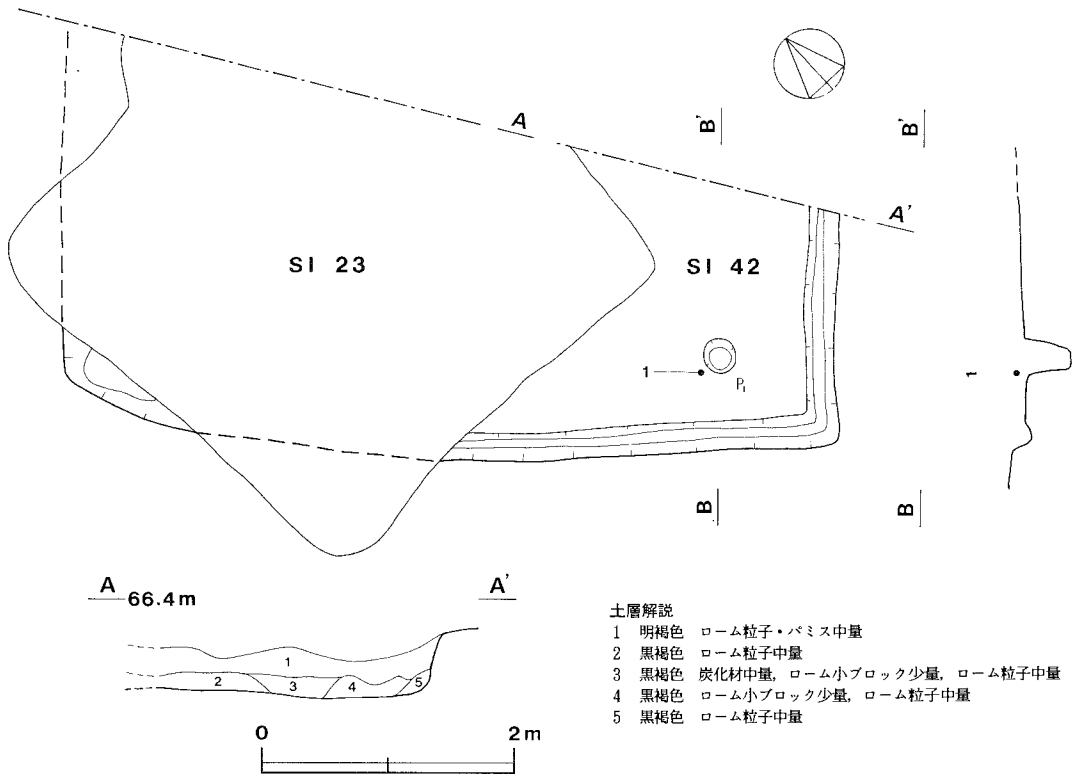 A
B'
B'
A'
SI 23
SI 42
1
P1
1
B
B
A 66.4m
A'
1
2
3
4
5
0
2m
土層解説
1 明褐色 ローム粒子・パミス中量
2 黒褐色 ローム粒子中量
3 黒褐色 炭化材中量, ローム小ブロック少量, ローム粒子中量
4 黒褐色 ローム小ブロック少量, ローム粒子中量
5 黒褐色 ローム粒子中量